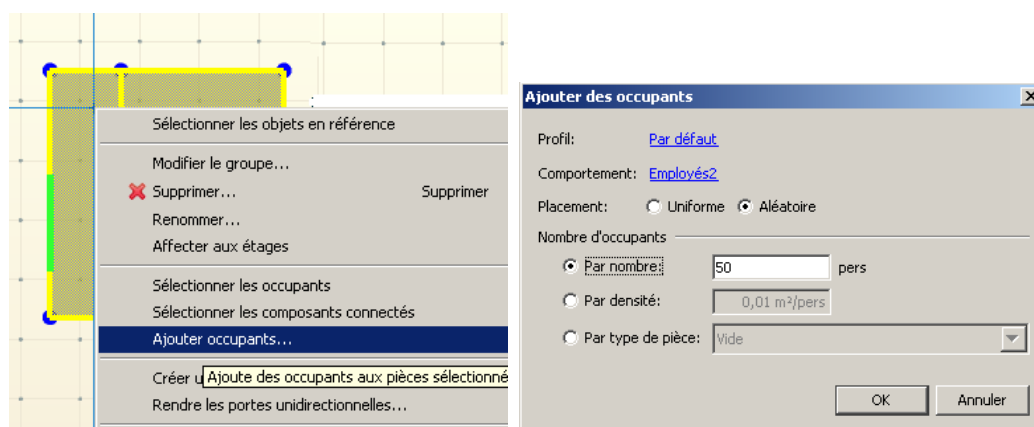 Sélectionner les objets en référence
Modifier le groupe...
Supprimer... Supprimer
Renommer...
Affecter aux étages
Sélectionner les occupants
Sélectionner les composants connectés
Ajouter occupants...
Créer u Ajoute des occupants aux pièces sélectionné
Rendre les portes unidirectionnelles...
Ajouter des occupants
Profil: Par défaut
Comportement: Employés2
Placement: Uniforme Aléatoire
Nombre d'occupants
Par nombre: 50 pers
Par densité: 0,01 m²/pers
Par type de pièce: Vide
OK Annuler